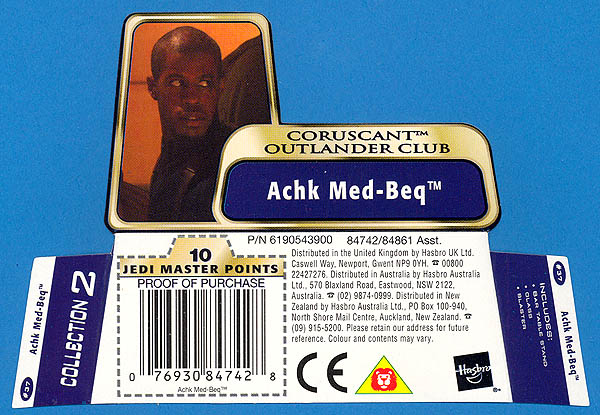 CORUSCANT™
OUTLANDER CLUB
Achk Med-Beq™
P/N 6190543900 84742/84861 Asst.
10
JEDI MASTER POINTS
PROOF OF PURCHASE
0 76930 84742 8
Achk Med-Beq™
Distributed in the United Kingdom by Hasbro UK Ltd.
Caswell Way, Newport, Gwent NP9 0YH. ☎ 00800
22427276. Distributed in Australia by Hasbro Australia
Ltd., 570 Blaxland Road, Eastwood, NSW 2122,
Australia. ☎ (02) 9874-0999. Distributed in New
Zealand by Hasbro Australia Ltd., PO Box 100-940,
North Shore Mail Centre, Auckland, New Zealand. ☎
(09) 915-5200. Please retain our address for future
reference. Colour and contents may vary.
CE
Hasbro
®
#37
Achk Med-Beq™
COLLECTION 2
#37
Achk Med-Beq™
INCLUDES:
- BAR TABLE STAND
- GLASS
- BLASTER